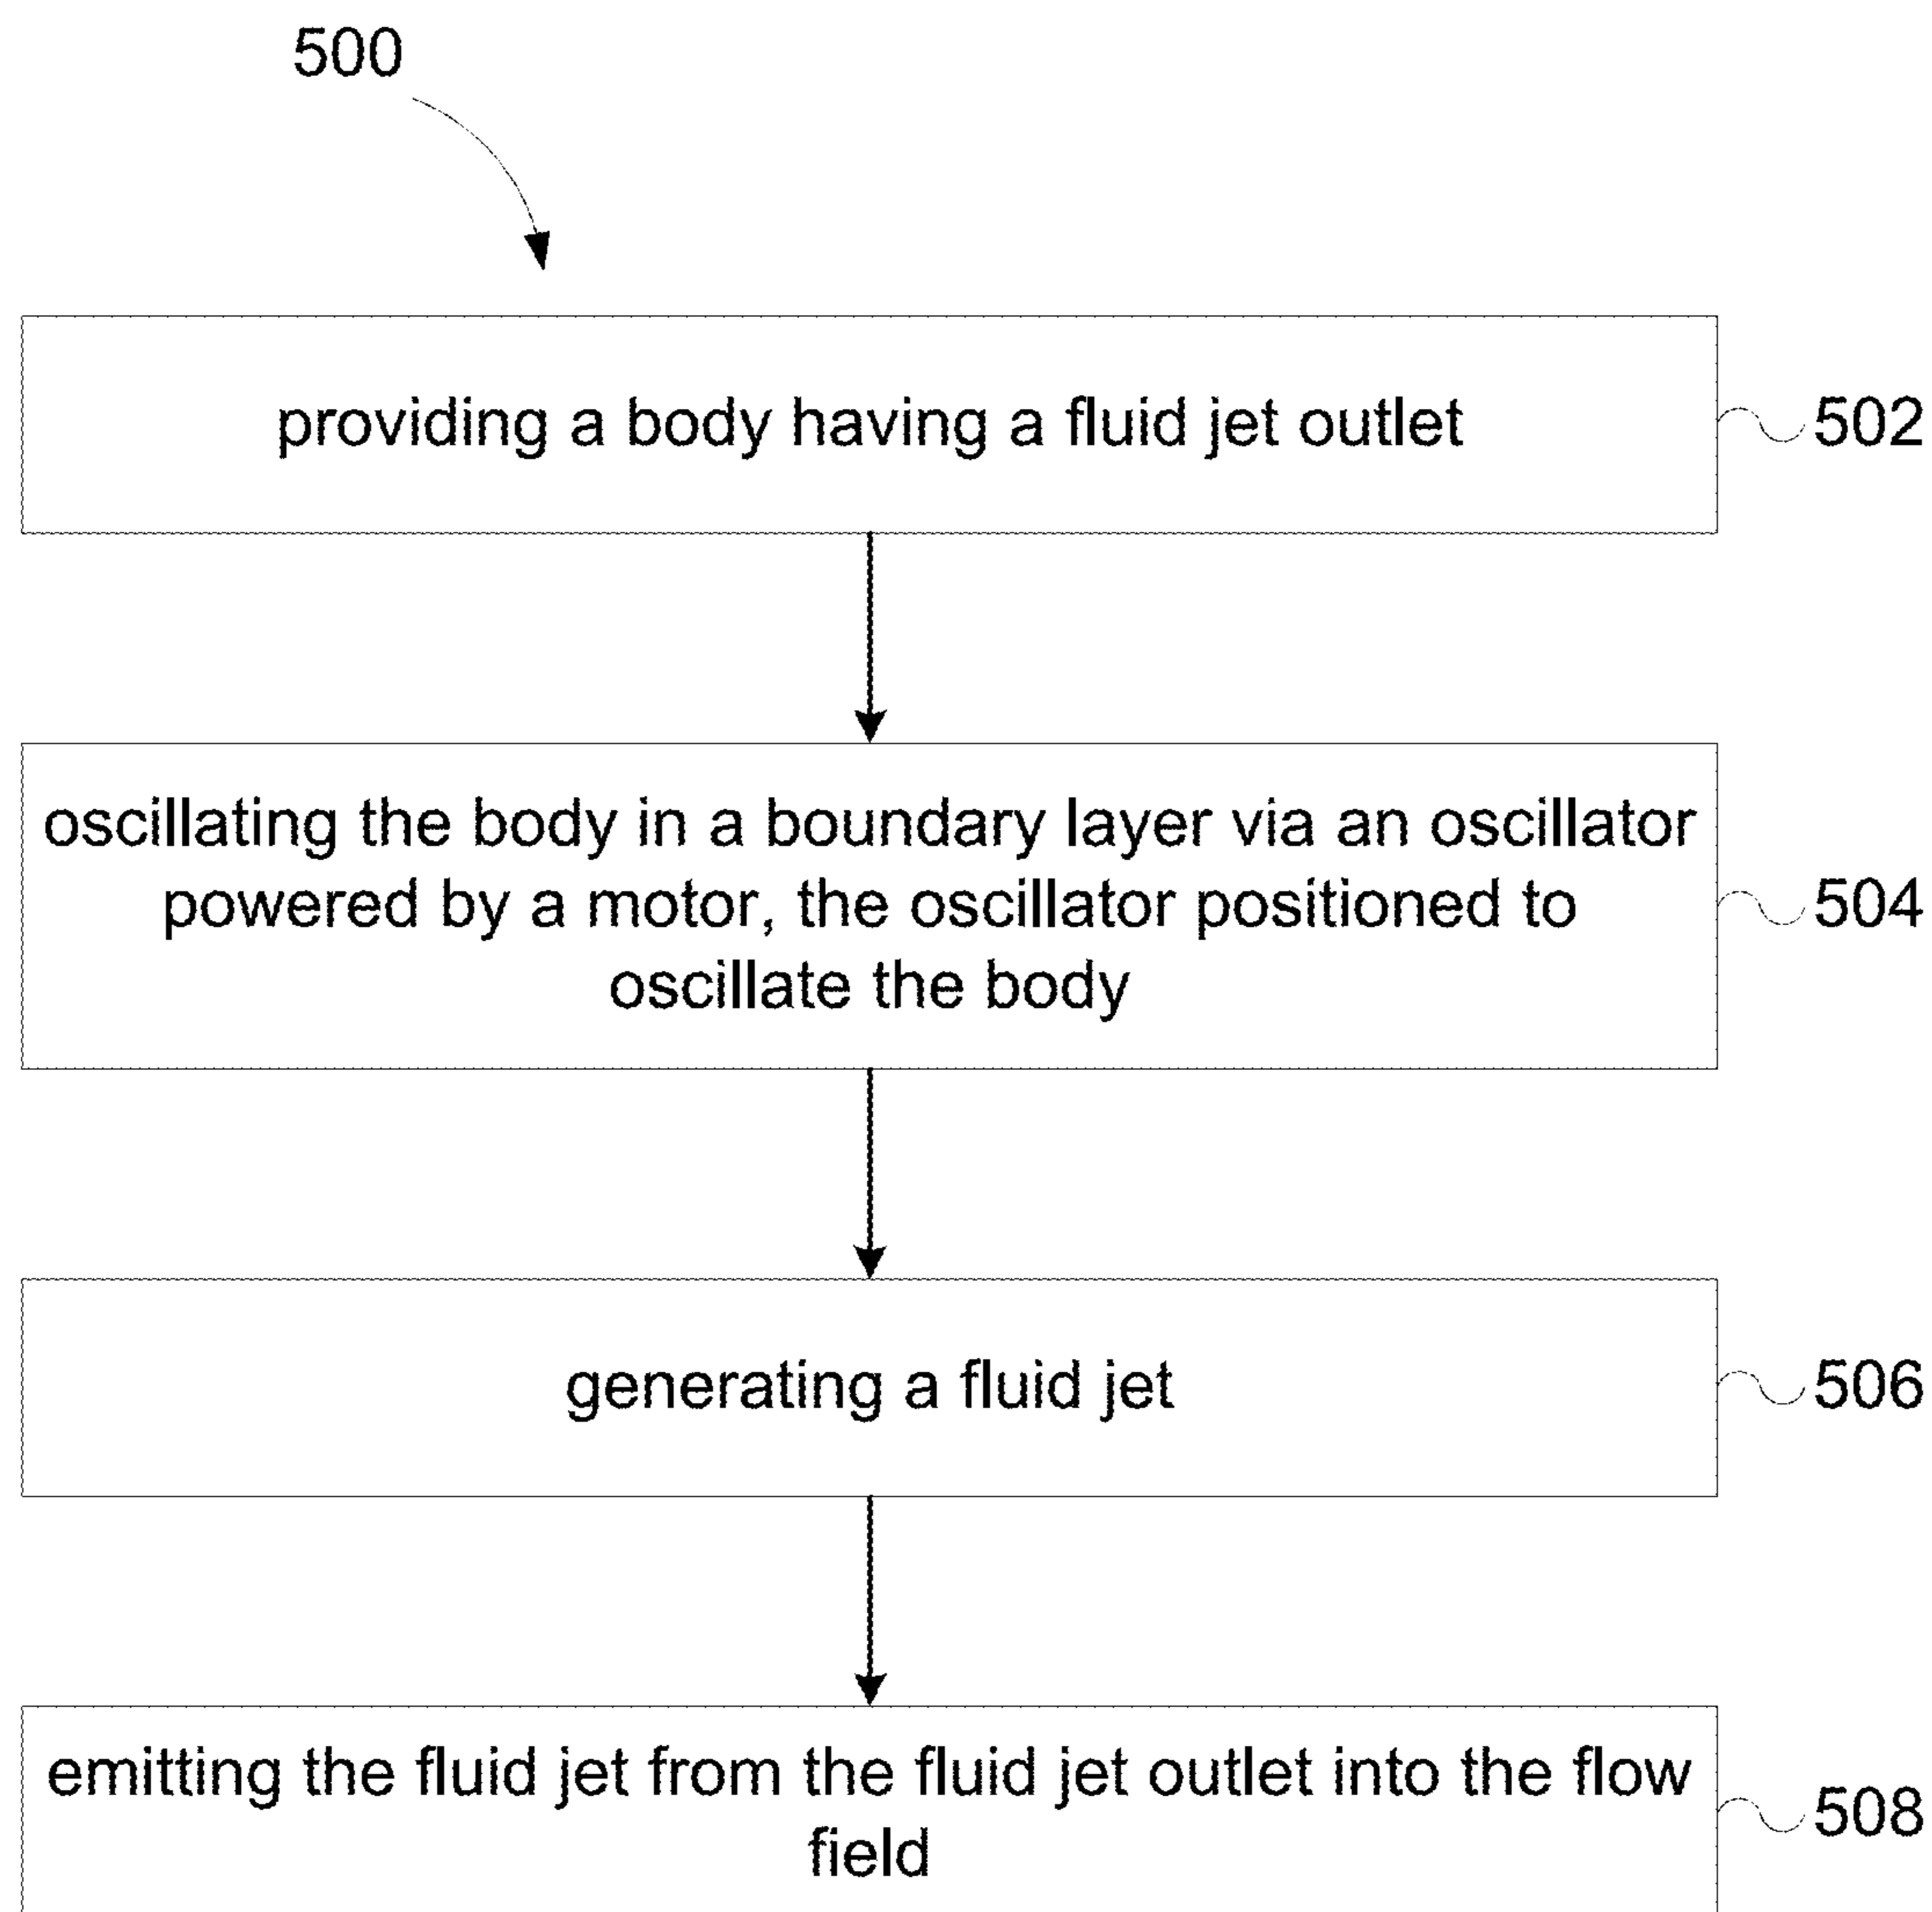 500
providing a body having a fluid jet outlet
502
oscillating the body in a boundary layer via an oscillator
powered by a motor, the oscillator positioned to
oscillate the body
504
generating a fluid jet
506
emitting the fluid jet from the fluid jet outlet into the flow
field
508